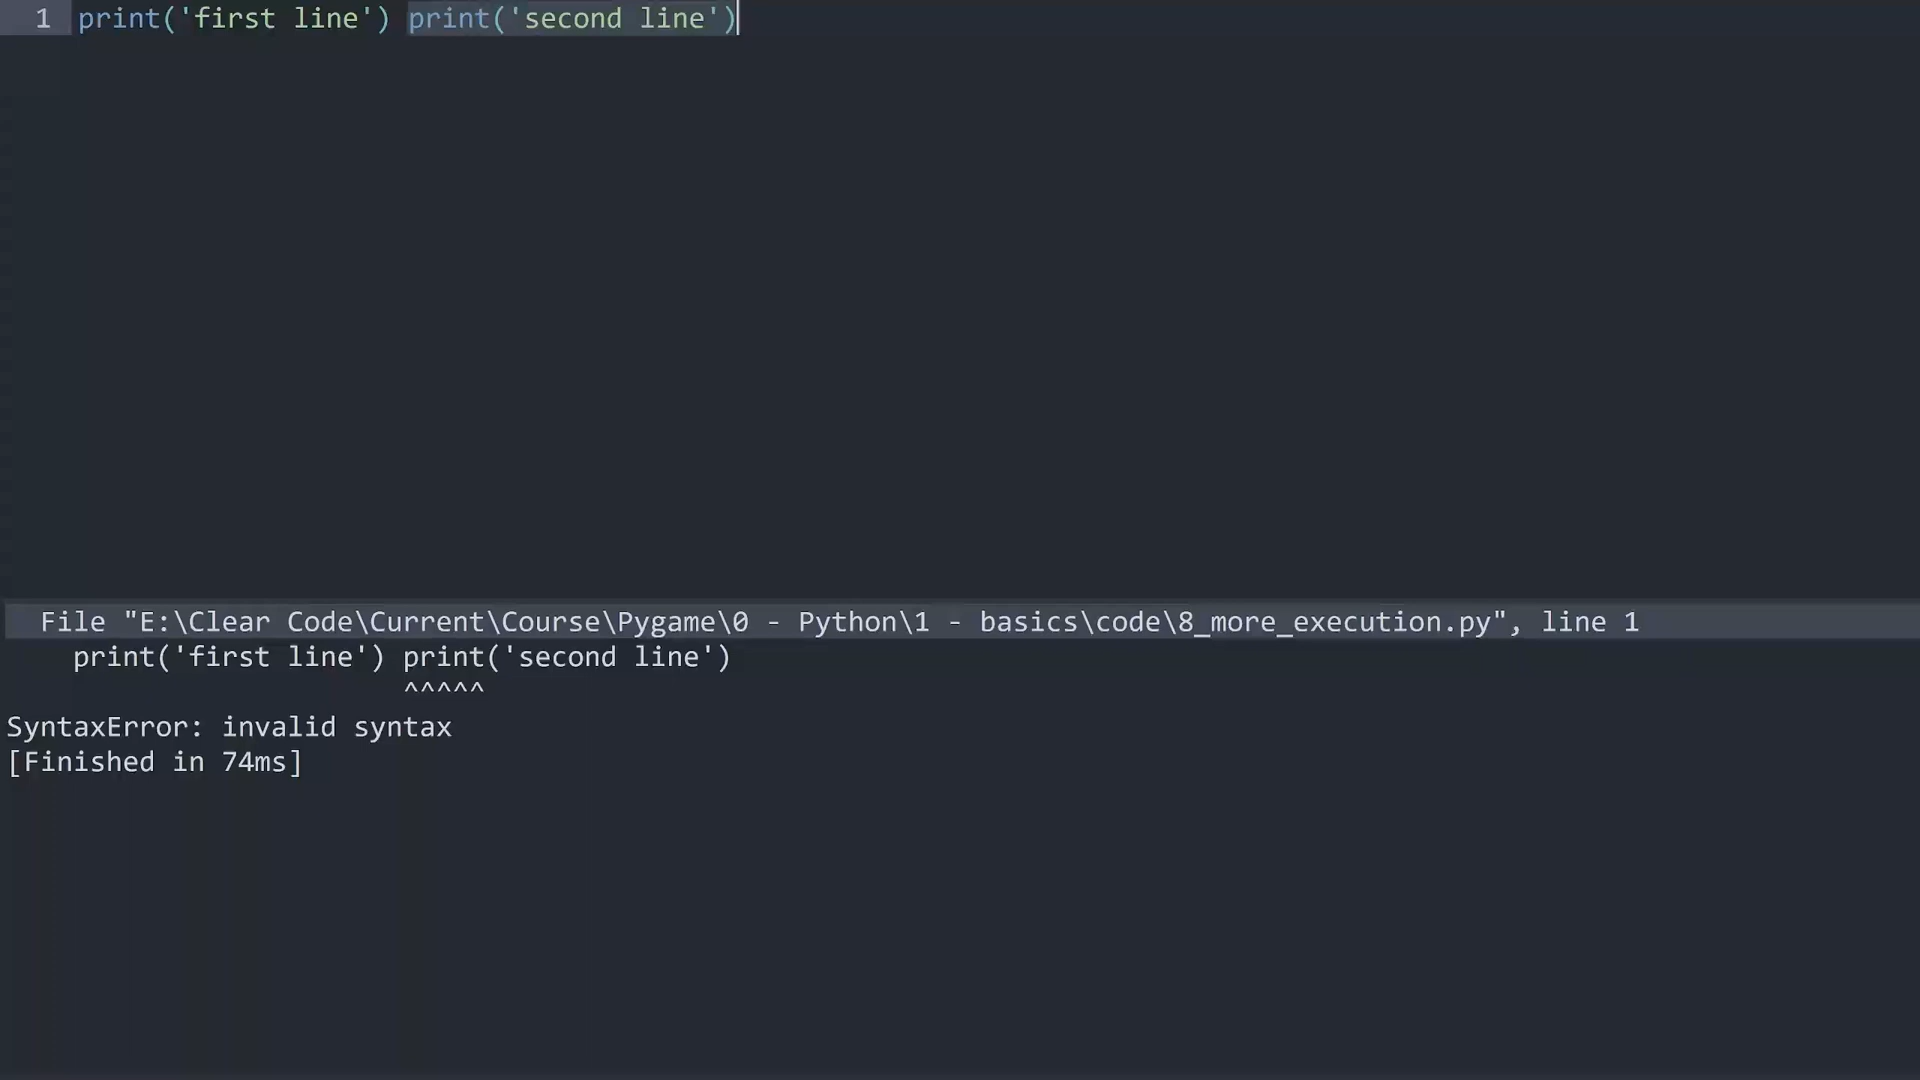 1 print('first line') print('second line')
File "E:\Clear Code\Current\Course\Pygame\0 - Python\1 - basics\code\8_more_execution.py", line 1
print('first line') print('second line')
^^^^^
SyntaxError: invalid syntax
[Finished in 74ms]